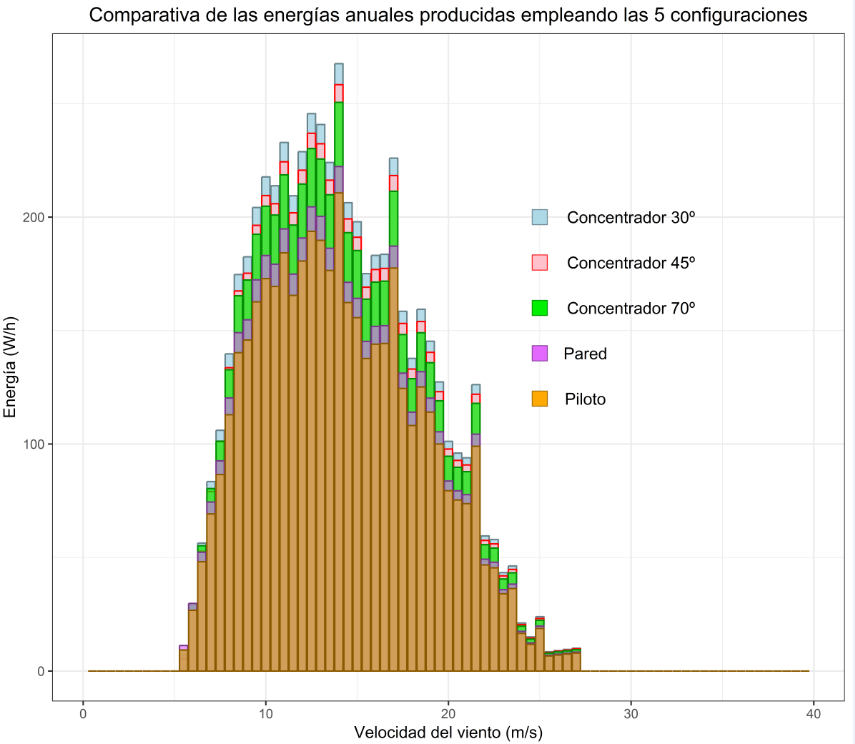 Comparativa de las energías anuales producidas empleando las 5 configuraciones
Energía (W/h)
200
100
0
Concentrador 30º
Concentrador 45º
Concentrador 70º
Pared
Piloto
0 10 20 30 40
Velocidad del viento (m/s)